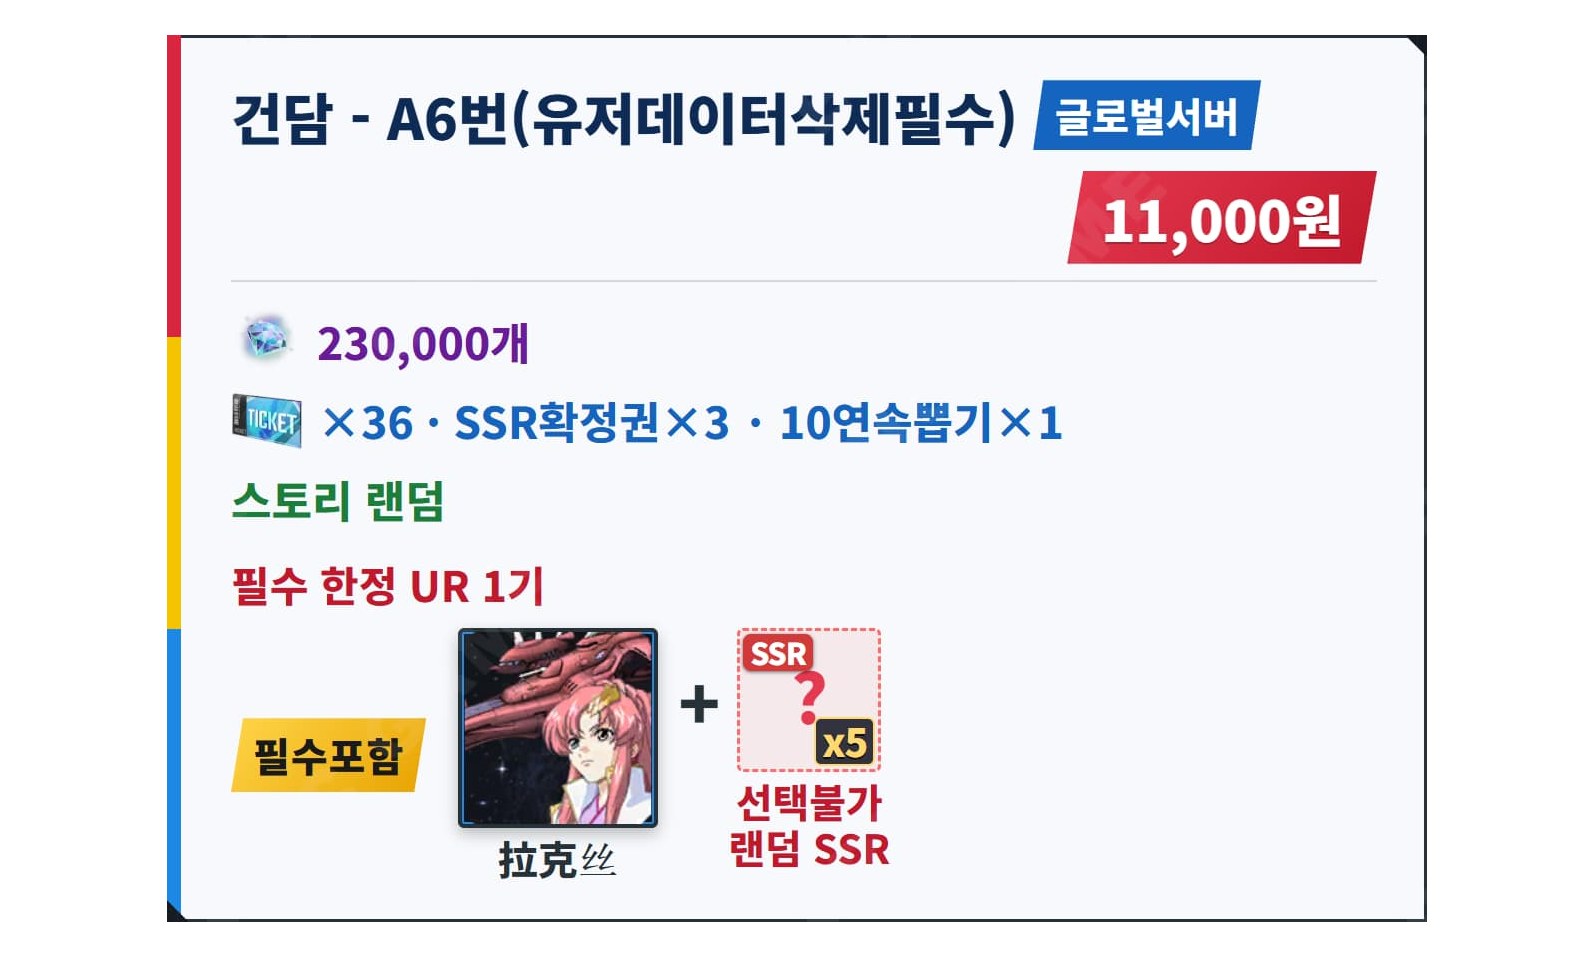 건담 - A6번(유저데이터삭제필수) 글로벌서버
11,000원
230,000개
TICKET ×36 · SSR확정권×3 · 10연속뽑기×1
스토리 랜덤
필수 한정 UR 1기
필수포함
拉克丝
+
SSR
?
x5
선택불가
랜덤 SSR